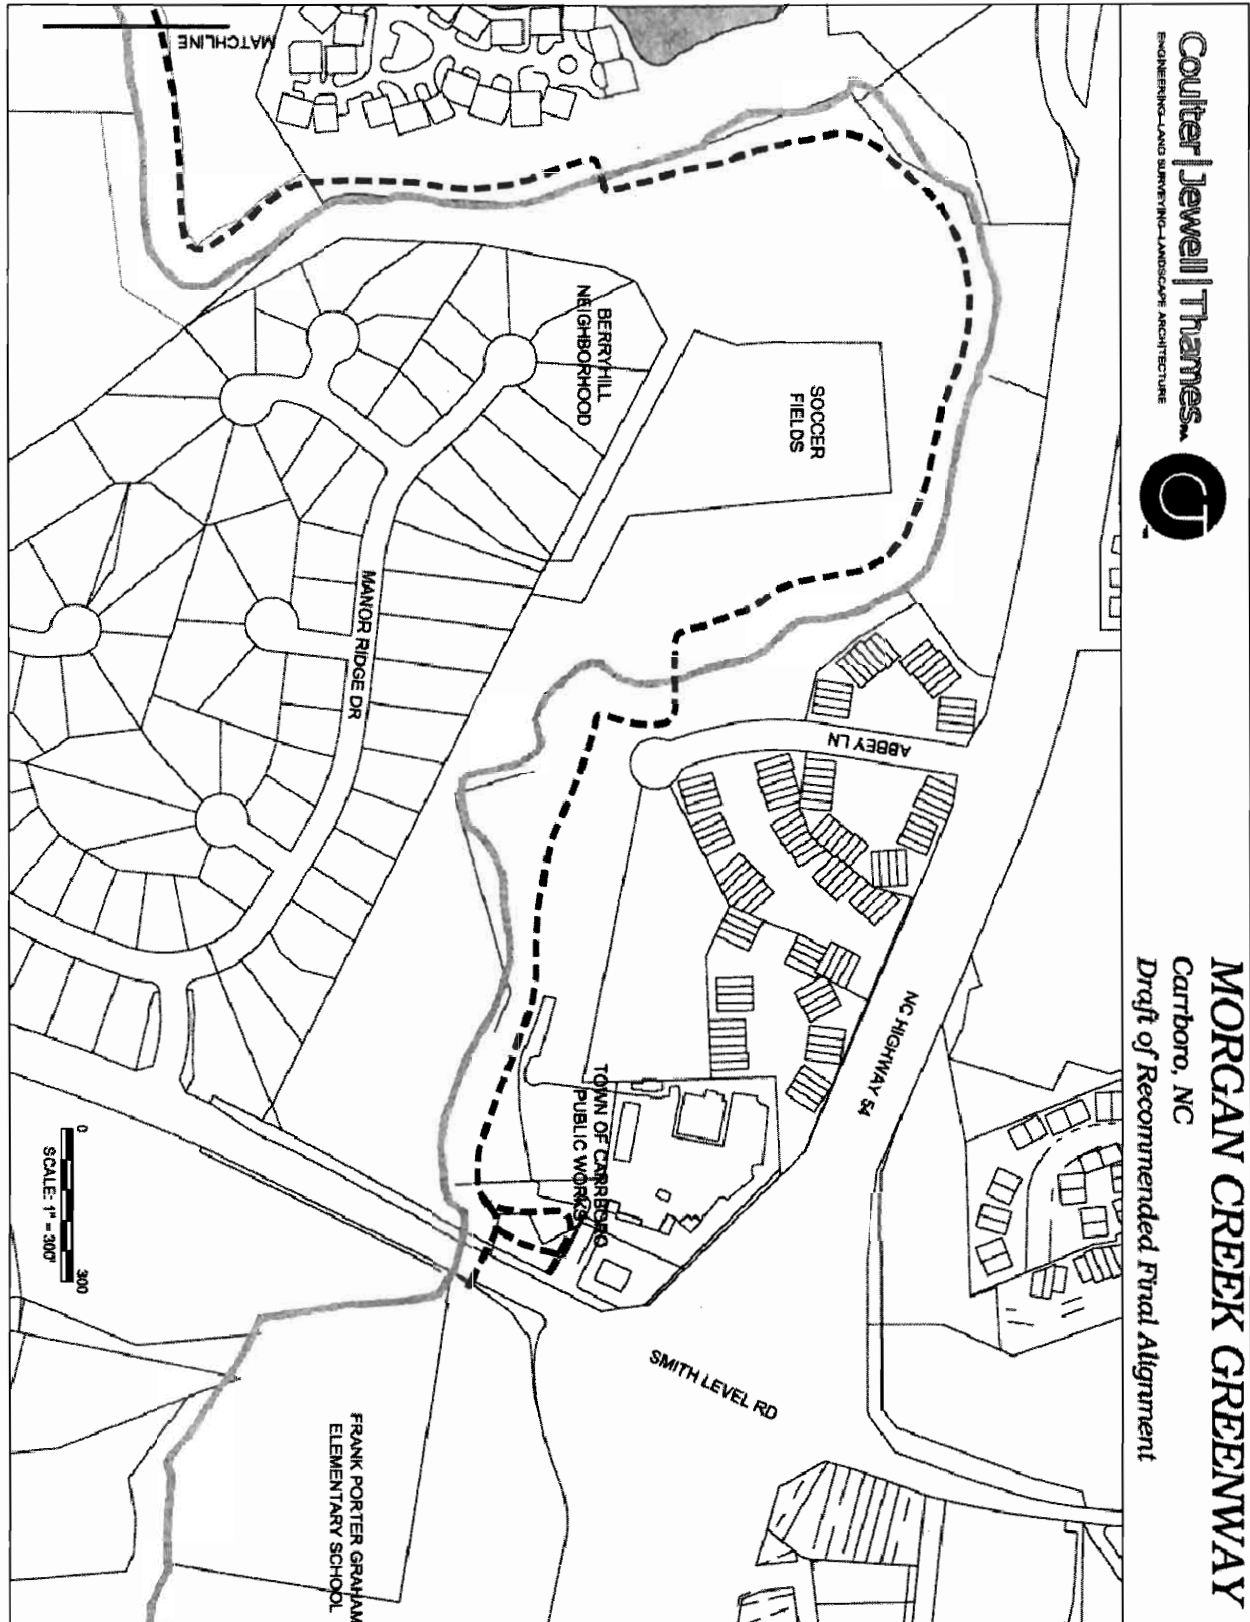 MORGAN CREEK GREENWAY
Carrboro, NC
Draft of Recommended Final Alignment
Coulter | Jewell | Thames PA
ENGINEERING—LAND SURVEYING—LANDSCAPE ARCHITECTURE
CJT
MATCHLINE
BERRYHILL
NEIGHBORHOOD
SOCCER
FIELDS
MANOR RIDGE DR
ABBEY LN
NC HIGHWAY 54
TOWN OF CARRBORO
PUBLIC WORKS
SMITH LEVEL RD
FRANK PORTER GRAHAM
ELEMENTARY SCHOOL
0 300
SCALE: 1" = 300'